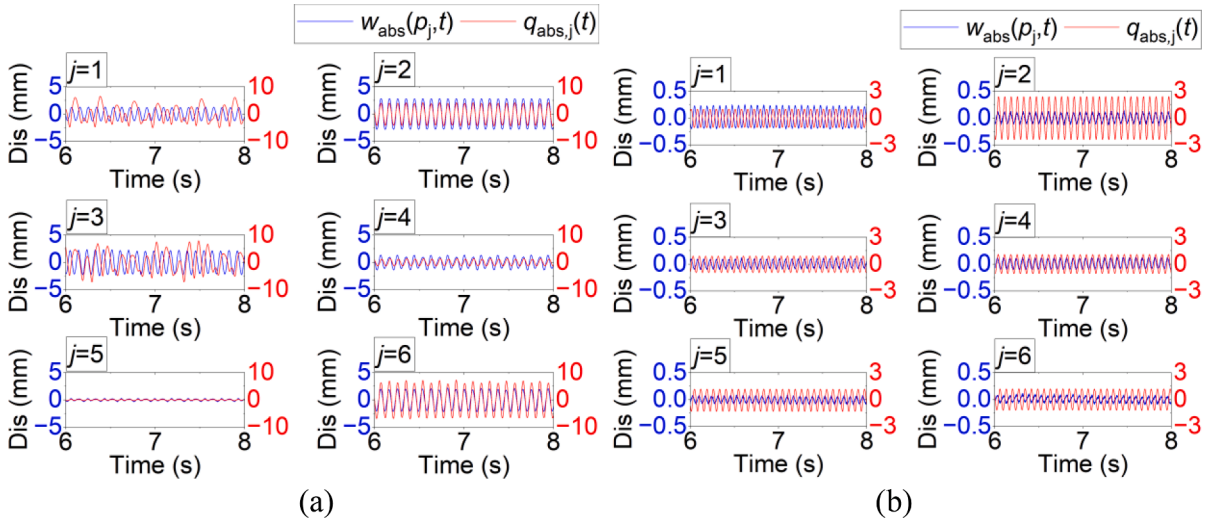 w_abs(p_j,t) q_abs,j(t)
w_abs(p_j,t) q_abs,j(t)
j=1 j=2 j=1 j=2
Dis (mm) 5 0 −5 10 0 −10 Dis (mm) 5 0 −5 10 0 −10 Dis (mm) 0.5 0.0 −0.5 3 0 −3 Dis (mm) 0.5 0.0 −0.5 3 0 −3
6 7 8 6 7 8 6 7 8 6 7 8
Time (s) Time (s) Time (s) Time (s)
j=3 j=4 j=3 j=4
Dis (mm) 5 0 −5 10 0 −10 Dis (mm) 5 0 −5 10 0 −10 Dis (mm) 0.5 0.0 −0.5 3 0 −3 Dis (mm) 0.5 0.0 −0.5 3 0 −3
6 7 8 6 7 8 6 7 8 6 7 8
Time (s) Time (s) Time (s) Time (s)
j=5 j=6 j=5 j=6
Dis (mm) 5 0 −5 10 0 −10 Dis (mm) 5 0 −5 10 0 −10 Dis (mm) 0.5 0.0 −0.5 3 0 −3 Dis (mm) 0.5 0.0 −0.5 3 0 −3
6 7 8 6 7 8 6 7 8 6 7 8
Time (s) Time (s) Time (s) Time (s)
(a) (b)